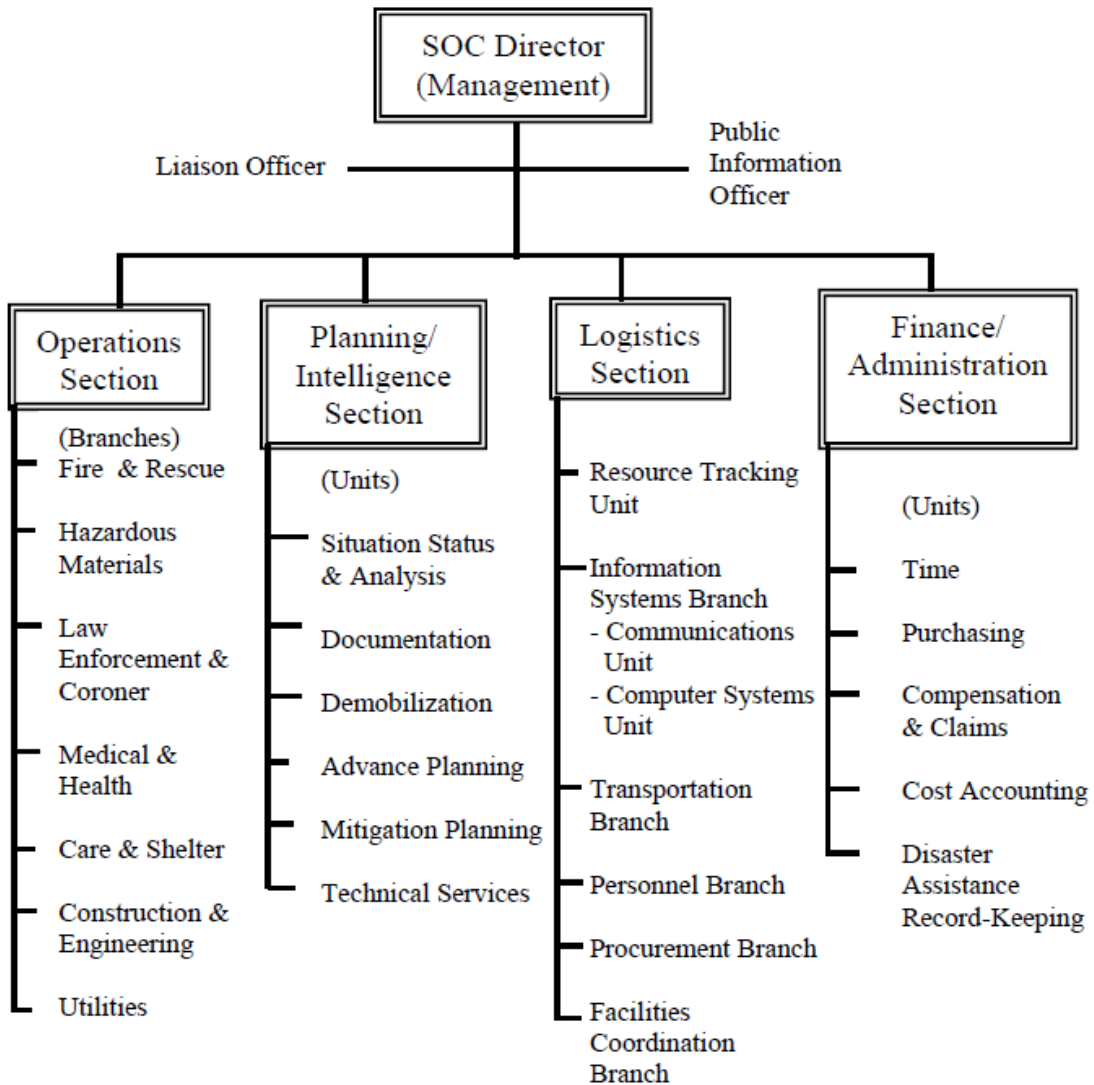 SOC Director
(Management)
Liaison Officer
Public
Information
Officer
Operations
Section
(Branches)
Fire & Rescue
Hazardous
Materials
Law
Enforcement &
Coroner
Medical &
Health
Care & Shelter
Construction &
Engineering
Utilities
Planning/
Intelligence
Section
(Units)
Situation Status
& Analysis
Documentation
Demobilization
Advance Planning
Mitigation Planning
Technical Services
Logistics
Section
Resource Tracking
Unit
Information
Systems Branch
- Communications
Unit
- Computer Systems
Unit
Transportation
Branch
Personnel Branch
Procurement Branch
Facilities
Coordination
Branch
Finance/
Administration
Section
(Units)
Time
Purchasing
Compensation
& Claims
Cost Accounting
Disaster
Assistance
Record-Keeping